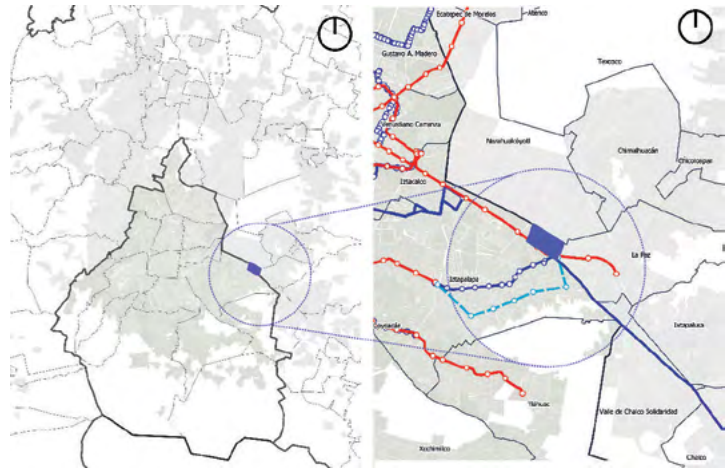 Ecatepec de Morelos
Atenco
Gustavo A. Madero
Texcoco
Venustiano Carranza
Nezahualcóyotl
Chimalhuacán
Chicoloapan
Iztacalco
La Paz
Iztapalapa
Ixtapaluca
Coyoacán
Tláhuac
Valle de Chalco Solidaridad
Xochimilco
Chalco